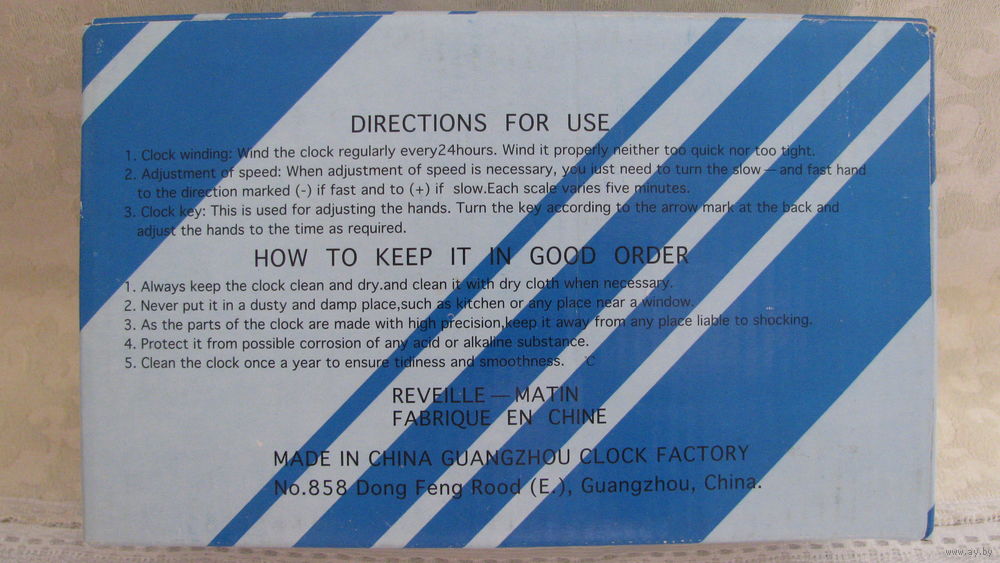 DIRECTIONS FOR USE
1. Clock winding: Wind the clock regularly every24hours. Wind it properly neither too quick nor too tight.
2. Adjustment of speed: When adjustment of speed is necessary, you just need to turn the slow — and fast hand
to the direction marked (-) if fast and to (+) if slow.Each scale varies five minutes.
3. Clock key: This is used for adjusting the hands. Turn the key according to the arrow mark at the back and
adjust the hands to the time as required.
HOW TO KEEP IT IN GOOD ORDER
1. Always keep the clock clean and dry.and clean it with dry cloth when necessary.
2. Never put it in a dusty and damp place,such as kitchen or any place near a window.
3. As the parts of the clock are made with high precision,keep it away from any place liable to shocking.
4. Protect it from possible corrosion of any acid or alkaline substance.
5. Clean the clock once a year to ensure tidiness and smoothness. ℃
REVEILLE — MATIN
FABRIQUE EN CHINE
MADE IN CHINA GUANGZHOU CLOCK FACTORY
No.858 Dong Feng Rood (E.), Guangzhou, China.
www.ay.by